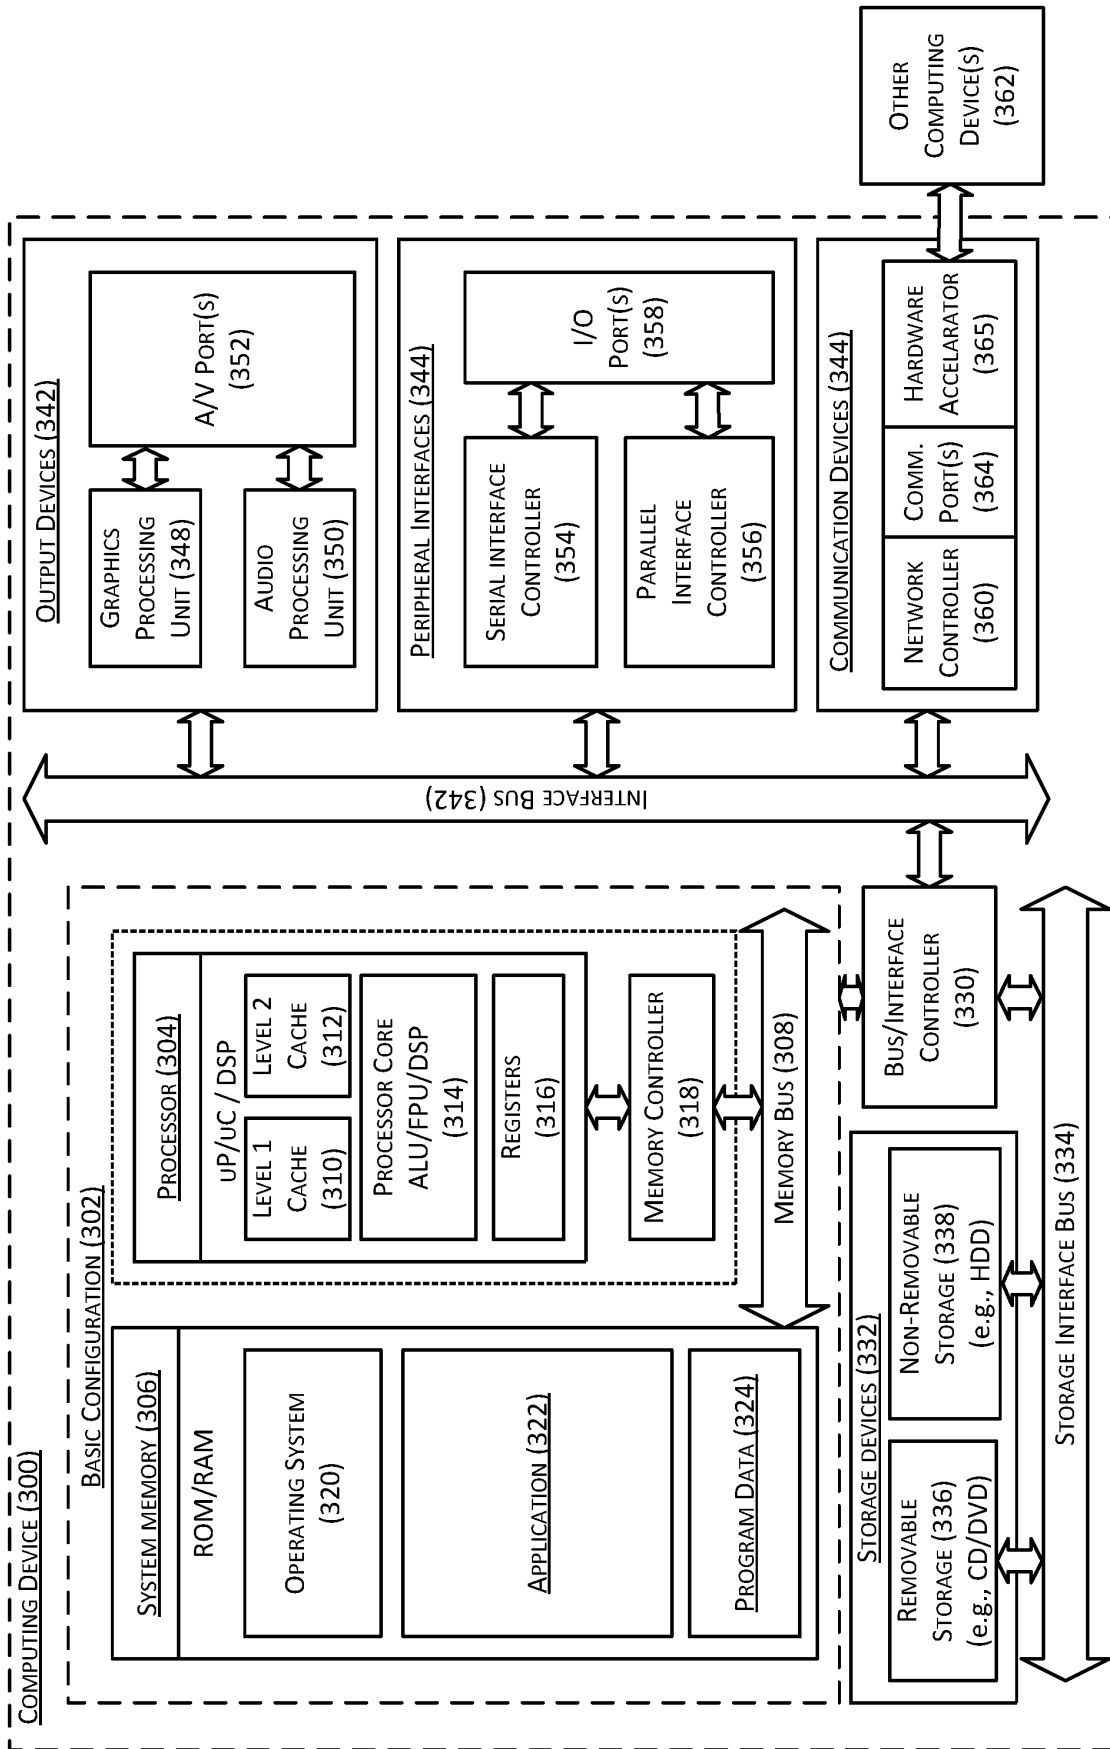 COMPUTING DEVICE (300)
BASIC CONFIGURATION (302)
SYSTEM MEMORY (306)
ROM/RAM
OPERATING SYSTEM
(320)
APPLICATION (322)
PROGRAM DATA (324)
PROCESSOR (304)
UP/UC / DSP
LEVEL 1
CACHE
(310)
LEVEL 2
CACHE
(312)
PROCESSOR CORE
ALU/FPU/DSP
(314)
REGISTERS
(316)
MEMORY CONTROLLER
(318)
MEMORY BUS (308)
STORAGE DEVICES (332)
REMOVABLE
STORAGE (336)
(e.g., CD/DVD)
NON-REMOVABLE
STORAGE (338)
(e.g., HDD)
BUS/INTERFACE
CONTROLLER
(330)
STORAGE INTERFACE BUS (334)
INTERFACE BUS (342)
OUTPUT DEVICES (342)
GRAPHICS
PROCESSING
UNIT (348)
AUDIO
PROCESSING
UNIT (350)
A/V PORT(S)
(352)
PERIPHERAL INTERFACES (344)
SERIAL INTERFACE
CONTROLLER
(354)
PARALLEL
INTERFACE
CONTROLLER
(356)
I/O
PORT(S)
(358)
COMMUNICATION DEVICES (344)
NETWORK
CONTROLLER
(360)
COMM.
PORT(S)
(364)
HARDWARE
ACCELARATOR
(365)
OTHER
COMPUTING
DEVICE(S)
(362)